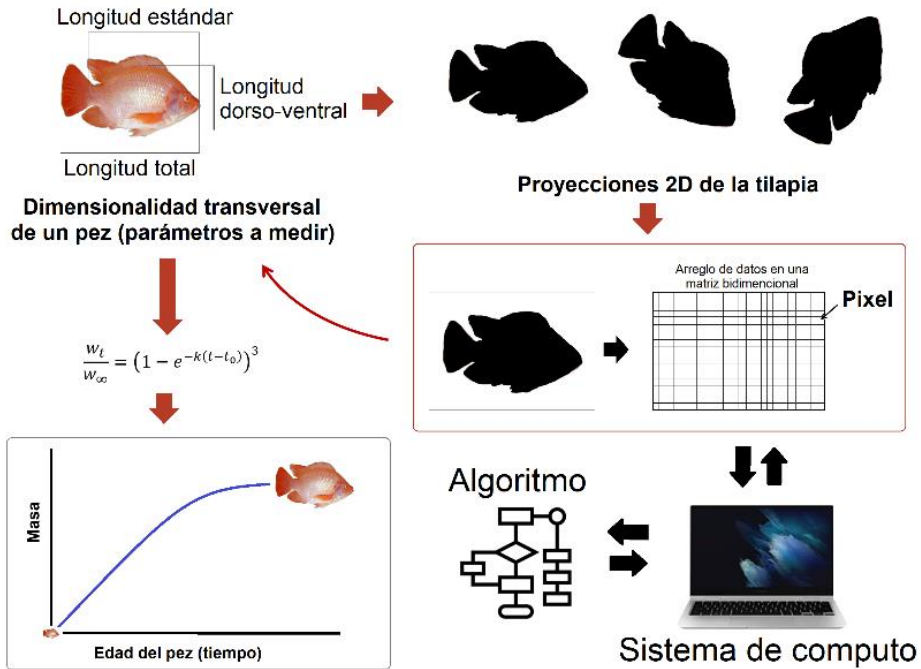 Longitud estándar
Longitud
dorso-ventral
Longitud total
Dimensionalidad transversal
de un pez (parámetros a medir)
Proyecciones 2D de la tilapia
Arreglo de datos en una
matriz bidimencional
Pixel
w_t / w_∞ = (1 − e^{−k(t−t_0)})^3
Masa
Edad del pez (tiempo)
Algoritmo
Sistema de computo